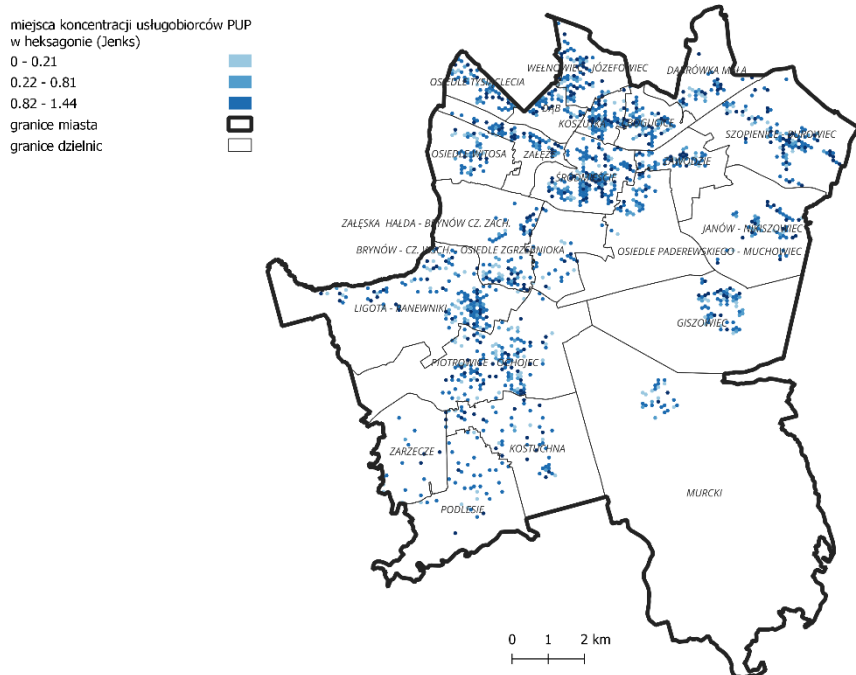 miejsca koncentracji usługobiorców PUP
w heksagonie (Jenks)
0 - 0.21
0.22 - 0.81
0.82 - 1.44
granice miasta
granice dzielnic
WEŁNOWIEC - JÓZEFOWIEC
DĄBRÓWKA MAŁA
OSIEDLE TYSIĄCLECIA
DĄB
KOSZUTKA
BOGUCICE
SZOPIENICE - BUROWIEC
OSIEDLE WITOSA
ZAŁĘŻE
ZAWODZIE
ŚRÓDMIEŚCIE
ZAŁĘSKA HAŁDA - BRYNÓW CZ. ZACH.
JANÓW - NIKISZOWIEC
BRYNÓW - CZ. WSCH. - OSIEDLE ZGRZEBNIOKA
OSIEDLE PADEREWSKIEGO - MUCHOWIEC
LIGOTA - PANEWNIKI
GISZOWIEC
PIOTROWICE - OCHOJEC
ZARZECZE
KOSTUCHNA
MURCKI
PODLESIE
0 1 2 km